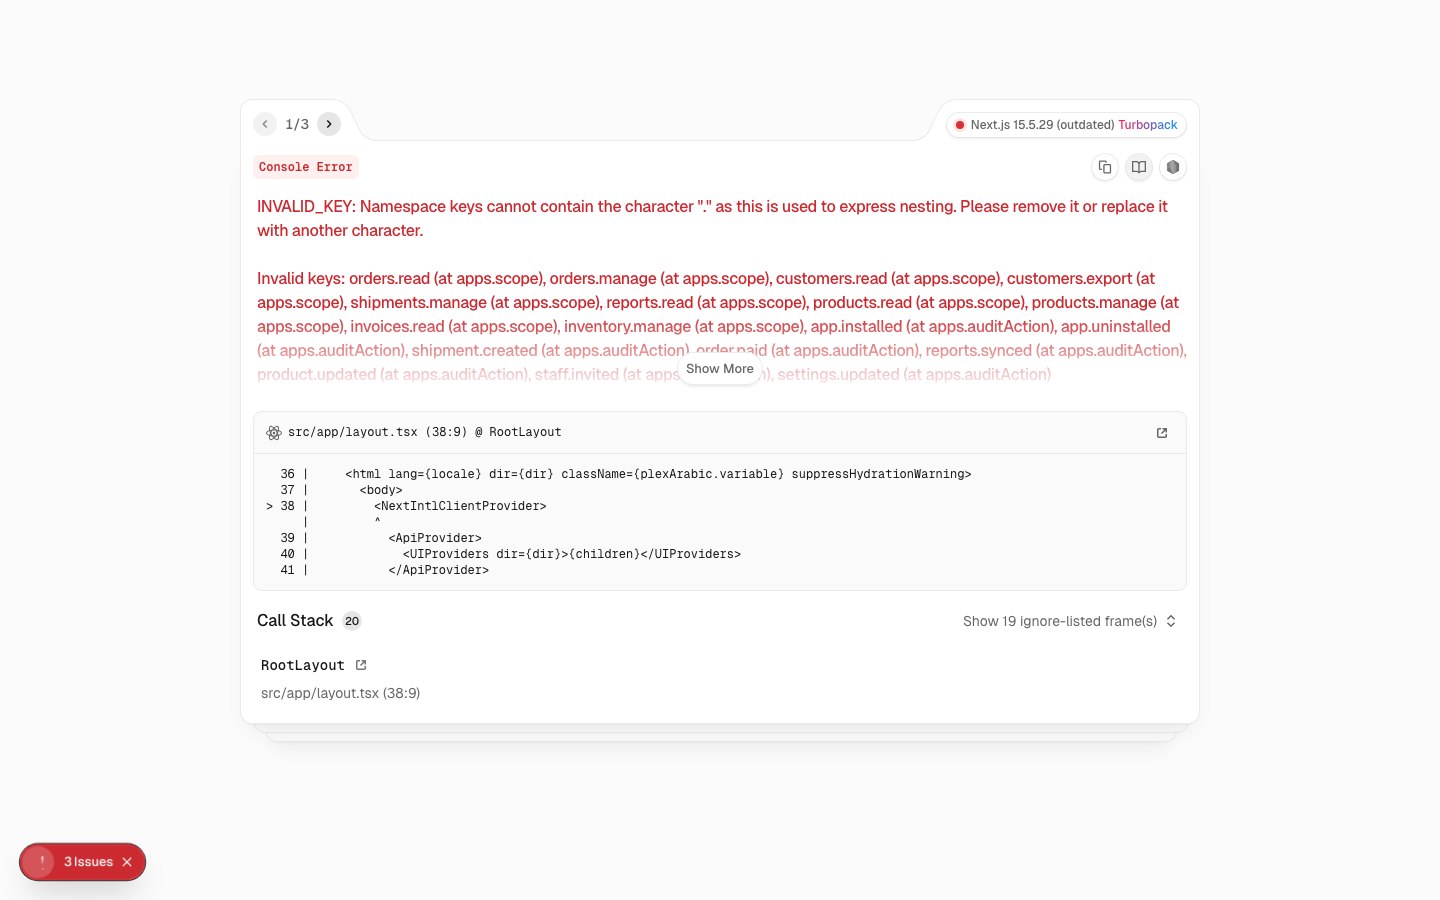 1/3
Next.js 15.5.29 (outdated) Turbopack
Console Error
INVALID_KEY: Namespace keys cannot contain the character "." as this is used to express nesting. Please remove it or replace it
with another character.
Invalid keys: orders.read (at apps.scope), orders.manage (at apps.scope), customers.read (at apps.scope), customers.export (at
apps.scope), shipments.manage (at apps.scope), reports.read (at apps.scope), products.read (at apps.scope), products.manage (at
apps.scope), invoices.read (at apps.scope), inventory.manage (at apps.scope), app.installed (at apps.auditAction), app.uninstalled
(at apps.auditAction), shipment.created (at apps.auditAction), order.paid (at apps.auditAction), reports.synced (at apps.auditAction),
product.updated (at apps.auditAction), staff.invited (at apps), settings.updated (at apps.auditAction)
Show More
src/app/layout.tsx (38:9) @ RootLayout
36 | <html lang={locale} dir={dir} className={plexArabic.variable} suppressHydrationWarning>
37 | <body>
> 38 | <NextIntlClientProvider>
| ^
39 | <ApiProvider>
40 | <UIProviders dir={dir}>{children}</UIProviders>
41 | </ApiProvider>
Call Stack 20
Show 19 ignore-listed frame(s)
RootLayout
src/app/layout.tsx (38:9)
! 3 Issues